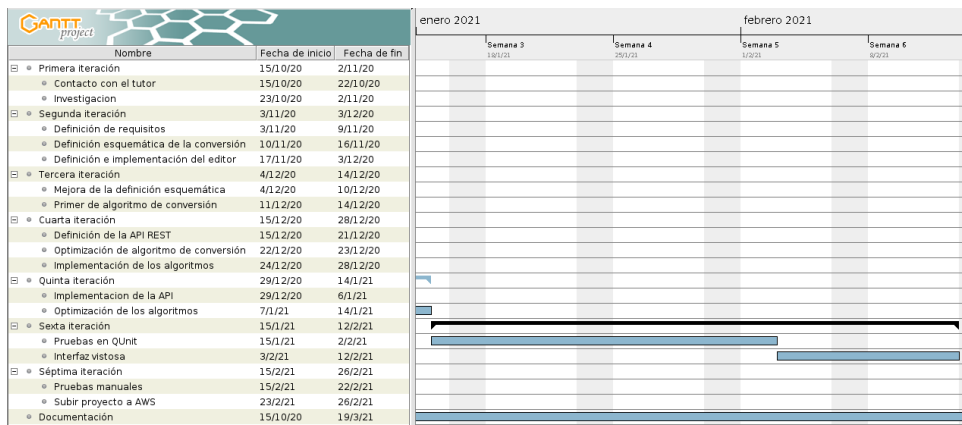 GANTT project
enero 2021 febrero 2021
Semana 3 Semana 4 Semana 5 Semana 6
18/1/21 25/1/21 1/2/21 8/2/21
Nombre Fecha de inicio Fecha de fin
Primera iteración 15/10/20 2/11/20
Contacto con el tutor 15/10/20 22/10/20
Investigacion 23/10/20 2/11/20
Segunda iteración 3/11/20 3/12/20
Definición de requisitos 3/11/20 9/11/20
Definición esquemática de la conversión 10/11/20 16/11/20
Definición e implementación del editor 17/11/20 3/12/20
Tercera iteración 4/12/20 14/12/20
Mejora de la definición esquemática 4/12/20 10/12/20
Primer de algoritmo de conversión 11/12/20 14/12/20
Cuarta iteración 15/12/20 28/12/20
Definición de la API REST 15/12/20 21/12/20
Optimización de algoritmo de conversión 22/12/20 23/12/20
Implementación de los algoritmos 24/12/20 28/12/20
Quinta iteración 29/12/20 14/1/21
Implementacion de la API 29/12/20 6/1/21
Optimización de los algoritmos 7/1/21 14/1/21
Sexta iteración 15/1/21 12/2/21
Pruebas en QUnit 15/1/21 2/2/21
Interfaz vistosa 3/2/21 12/2/21
Séptima iteración 15/2/21 26/2/21
Pruebas manuales 15/2/21 22/2/21
Subir proyecto a AWS 23/2/21 26/2/21
Documentación 15/10/20 19/3/21